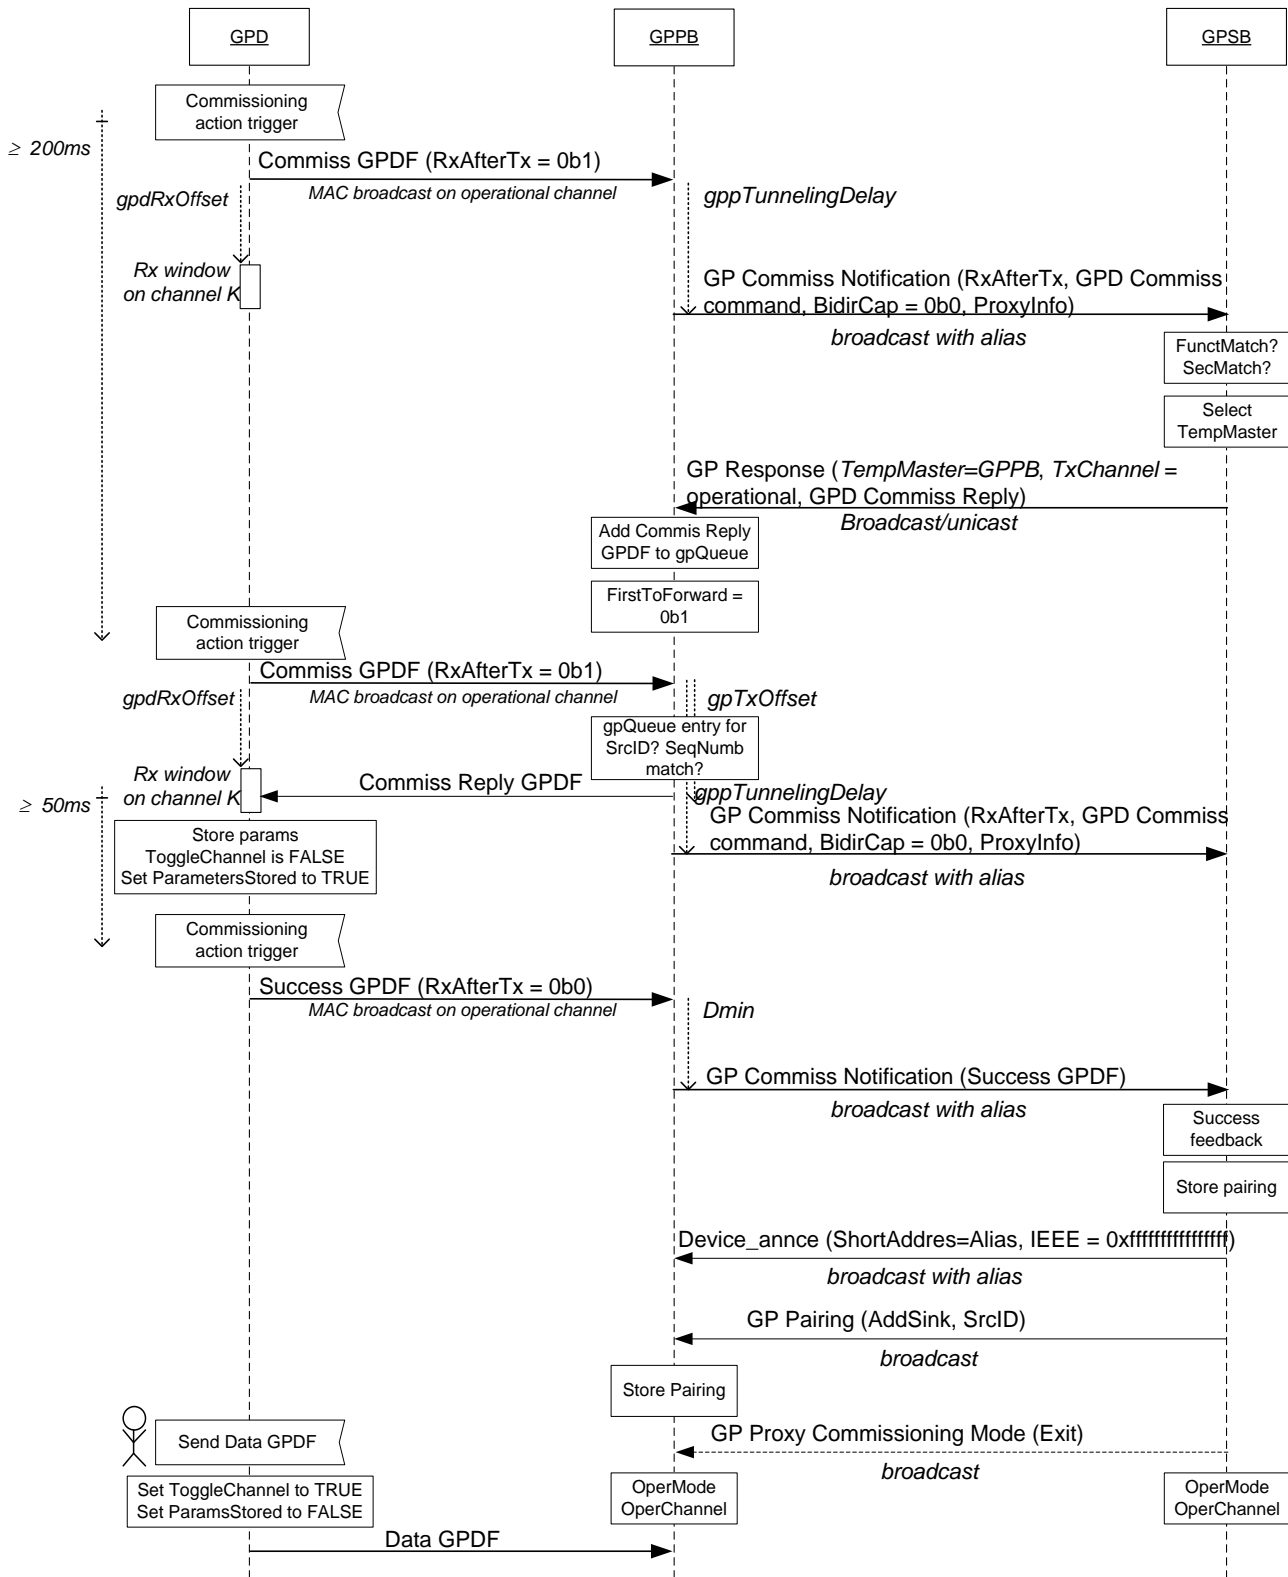 GPD
GPPB
GPSB
Commissioning
action trigger
≥ 200ms
Commiss GPDF (RxAfterTx = 0b1)
MAC broadcast on operational channel
gpdRxOffset
gppTunnelingDelay
Rx window
on channel K
GP Commiss Notification (RxAfterTx, GPD Commiss
command, BidirCap = 0b0, ProxyInfo)
broadcast with alias
FunctMatch?
SecMatch?
Select
TempMaster
GP Response (TempMaster=GPPB, TxChannel =
operational, GPD Commiss Reply)
Broadcast/unicast
Add Commis Reply
GPDF to gpQueue
FirstToForward =
0b1
Commissioning
action trigger
Commiss GPDF (RxAfterTx = 0b1)
MAC broadcast on operational channel
gpdRxOffset
gpTxOffset
gpQueue entry for
SrcID? SeqNumb
match?
Rx window
on channel K
Commiss Reply GPDF
≥ 50ms
gppTunnelingDelay
GP Commiss Notification (RxAfterTx, GPD Commiss
command, BidirCap = 0b0, ProxyInfo)
broadcast with alias
Store params
ToggleChannel is FALSE
Set ParametersStored to TRUE
Commissioning
action trigger
Success GPDF (RxAfterTx = 0b0)
MAC broadcast on operational channel
Dmin
GP Commiss Notification (Success GPDF)
broadcast with alias
Success
feedback
Store pairing
Device_annce (ShortAddres=Alias, IEEE = 0xffffffffffffffff)
broadcast with alias
GP Pairing (AddSink, SrcID)
broadcast
Store Pairing
Send Data GPDF
GP Proxy Commissioning Mode (Exit)
broadcast
Set ToggleChannel to TRUE
Set ParamsStored to FALSE
OperMode
OperChannel
OperMode
OperChannel
Data GPDF